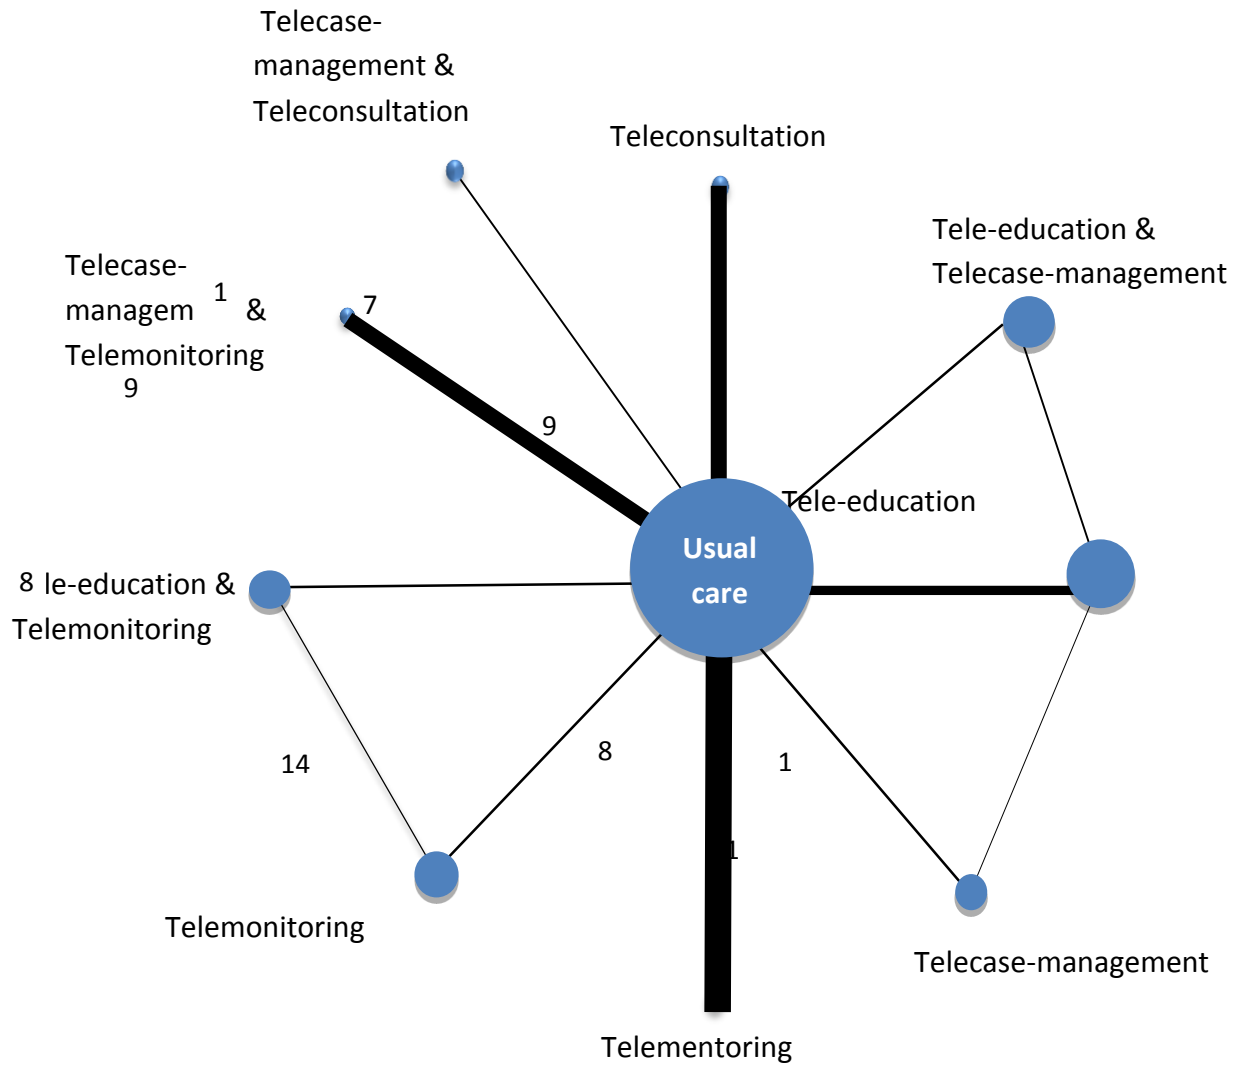 Telecase-
management &
Teleconsultation
Teleconsultation
Tele-education &
Telecase-management
Telecase-
managem 1 &
Telemonitoring
9
7
9
Tele-education
Usual
care
8 le-education &
Telemonitoring
14
8
1
1
Telemonitoring
Telecase-management
Telementoring